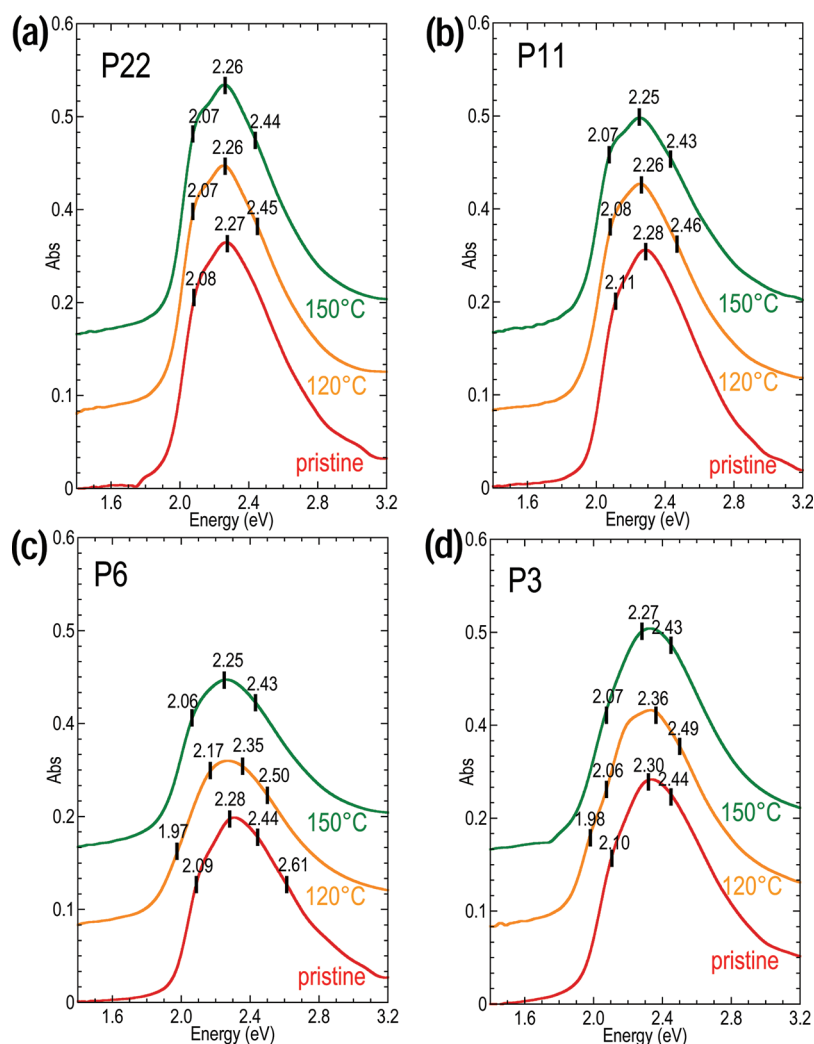 (a)
P22
0.6
0.5
0.4
0.2
0.1
0
Abs
2.26
2.07
2.44
2.26
2.07
2.45
2.27
2.08
150°C
120°C
pristine
1.6 2.0 2.4 2.8 3.2
Energy (eV)
(b)
P11
0.6
0.5
0.4
0.2
0.1
0
Abs
2.25
2.07
2.43
2.26
2.08
2.46
2.28
2.11
150°C
120°C
pristine
1.6 2.0 2.4 2.8 3.2
Energy (eV)
(c)
P6
0.6
0.5
0.4
0.2
0.1
0
Abs
2.25
2.06
2.43
2.17
2.35
2.50
1.97
2.28
2.44
2.09
2.61
150°C
120°C
pristine
1.6 2.0 2.4 2.8 3.2
Energy (eV)
(d)
P3
0.6
0.5
0.4
0.2
0.1
0
Abs
2.27
2.43
2.07
2.36
2.49
2.06
1.98
2.30
2.44
2.10
150°C
120°C
pristine
1.6 2.0 2.4 2.8 3.2
Energy (eV)